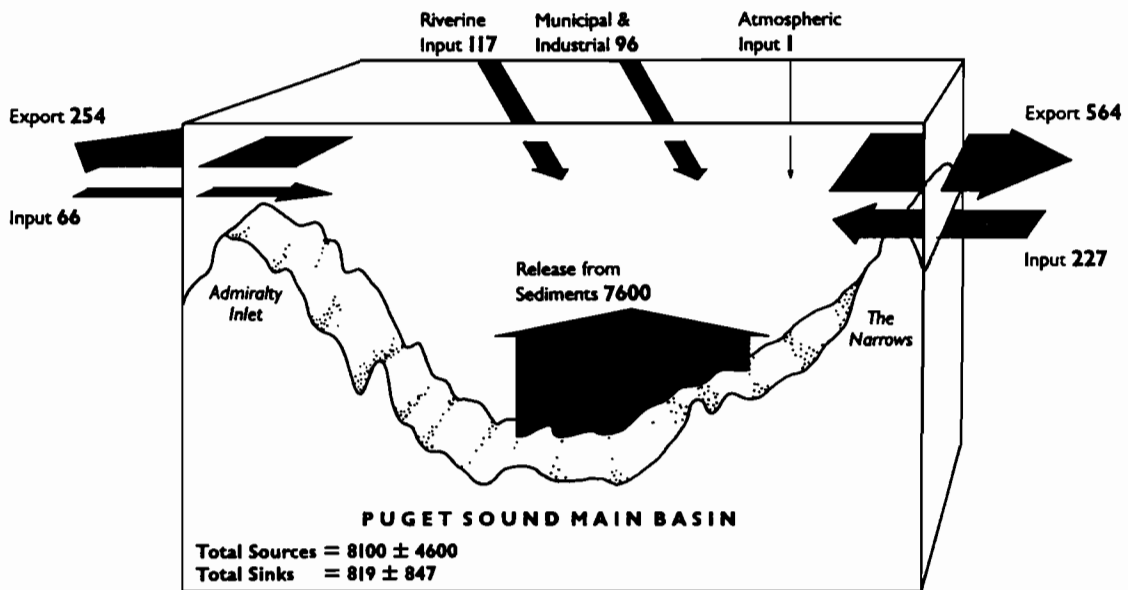 Riverine
Input 117
Municipal &
Industrial 96
Atmospheric
Input 1
Export 254
Export 564
Input 66
Input 227
Release from
Sediments 7600
Admiralty
Inlet
The
Narrows
PUGET SOUND MAIN BASIN
Total Sources = 8100 ± 4600
Total Sinks = 819 ± 847